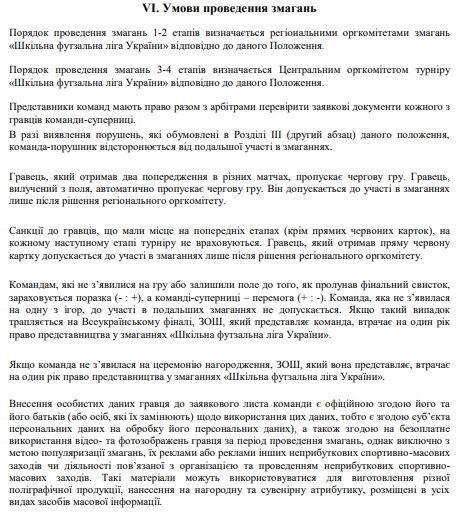 VI. Умови проведення змагань
Порядок проведення змагань 1-2 етапів визначається регіональними оргкомітетами змагань
«Шкільна футзальна ліга України» відповідно до даного Положення.
Порядок проведення змагань 3-4 етапів визначається Центральним оргкомітетом турніру
«Шкільна футзальна ліга України» відповідно до даного Положення.
Представники команд мають право разом з арбітрами перевірити заявкові документи кожного з
гравців команди-суперниці.
В разі виявлення порушень, які обумовлені в Розділі III (другий абзац) даного положення,
команда-порушник відсторонюється від подальшої участі в змаганнях.
Гравець, який отримав два попередження в різних матчах, пропускає чергову гру. Гравець,
вилучений з поля, автоматично пропускає чергову гру. Він допускається до участі в змаганнях
лише після рішення регіонального оргкомітету.
Санкції до гравців, що мали місце на попередніх етапах (крім прямих червоних карток), на
кожному наступному етапі турніру не враховуються. Гравець, який отримав пряму червону
картку допускається до участі в змаганнях лише після рішення регіонального оргкомітету.
Командам, які не з’явилися на гру або залишили поле до того, як пролунав фінальний свисток,
зараховується поразка (- : +), а команді-суперниці – перемога (+ : -). Команда, яка не з’явилася
на одну з ігор, до участі в подальших змаганнях не допускається. Якщо такий випадок
трапляється на Всеукраїнському фіналі, ЗОШ, який представляє команда, втрачає на один рік
право представництва у змаганнях «Шкільна футзальна ліга України».
Якщо команда не з’явилася на церемонію нагородження, ЗОШ, який вона представляє, втрачає
на один рік право представництва у змаганнях «Шкільна футзальна ліга України».
Внесення особистих даних гравця до заявкового листа команди є офіційною згодою його та
його батьків (або осіб, які їх замінюють) щодо використання цих даних, тобто є згодою суб’єкта
персональних даних на обробку його персональних даних), а також згодою на безоплатне
використання відео- та фотозображень гравця за період проведення змагань, однак виключно з
метою популяризації змагань, їх реклами або реклами інших неприбуткових спортивно-масових
заходів чи діяльності пов’язаної з організацією та проведенням неприбуткових спортивно-
масових заходів. Такі матеріали можуть використовуватися для виготовлення різної
поліграфічної продукції, нанесення на нагородну та сувенірну атрибутику, розміщені в усіх
видах засобів масової інформації.